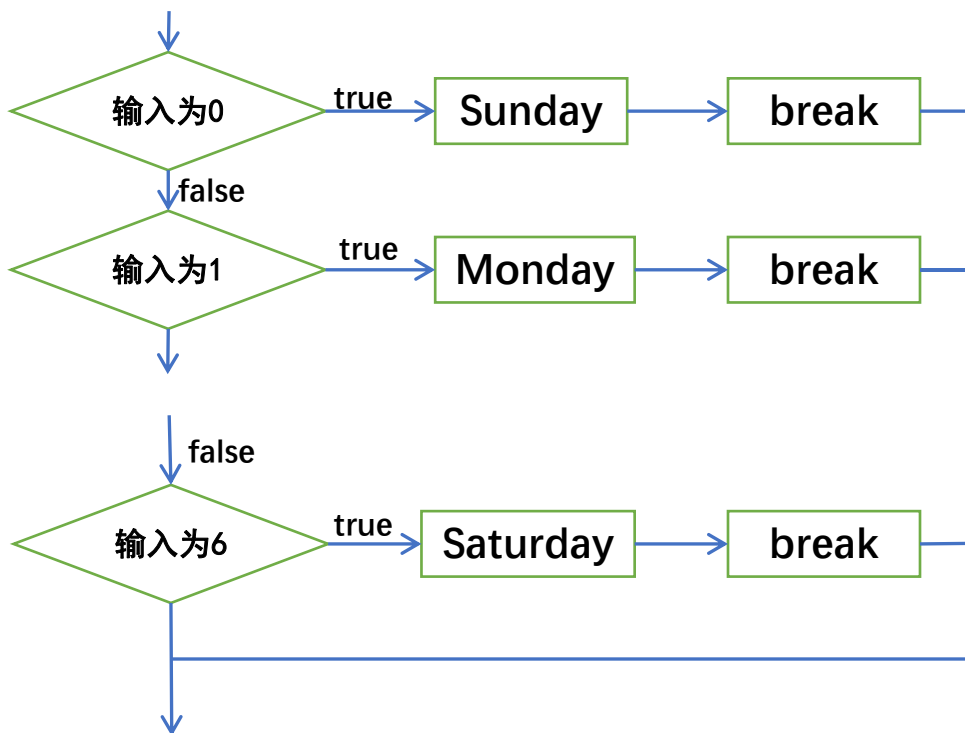 输入为0
true
Sunday
break
false
输入为1
true
Monday
break
false
输入为6
true
Saturday
break